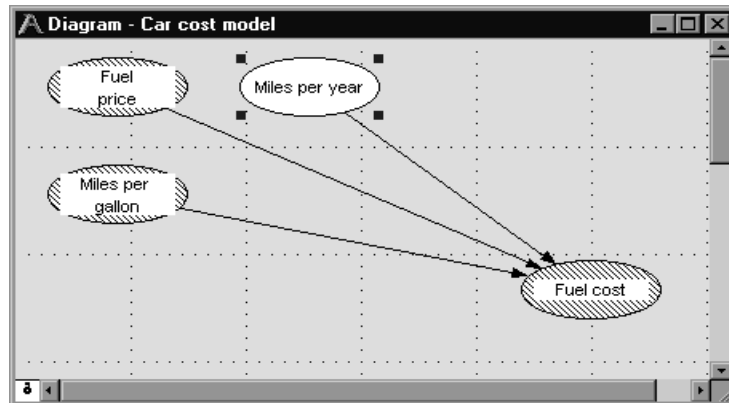 Diagram - Car cost model
Fuel
price
Miles per year
Miles per
gallon
Fuel cost